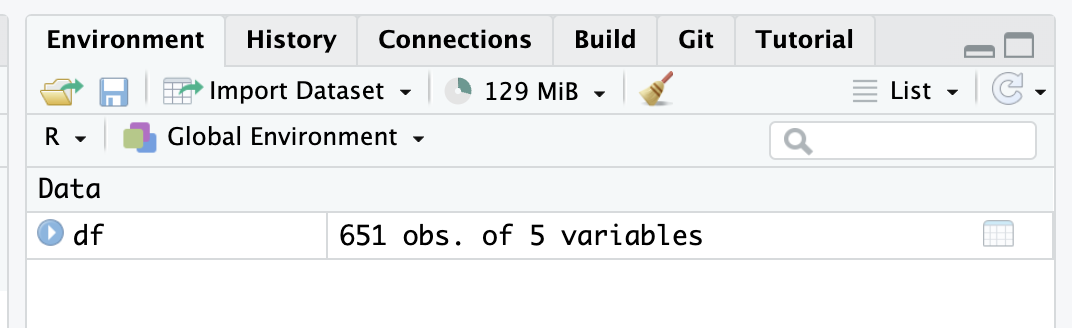 Environment History Connections Build Git Tutorial
Import Dataset 129 MiB List
R Global Environment
Data
df 651 obs. of 5 variables